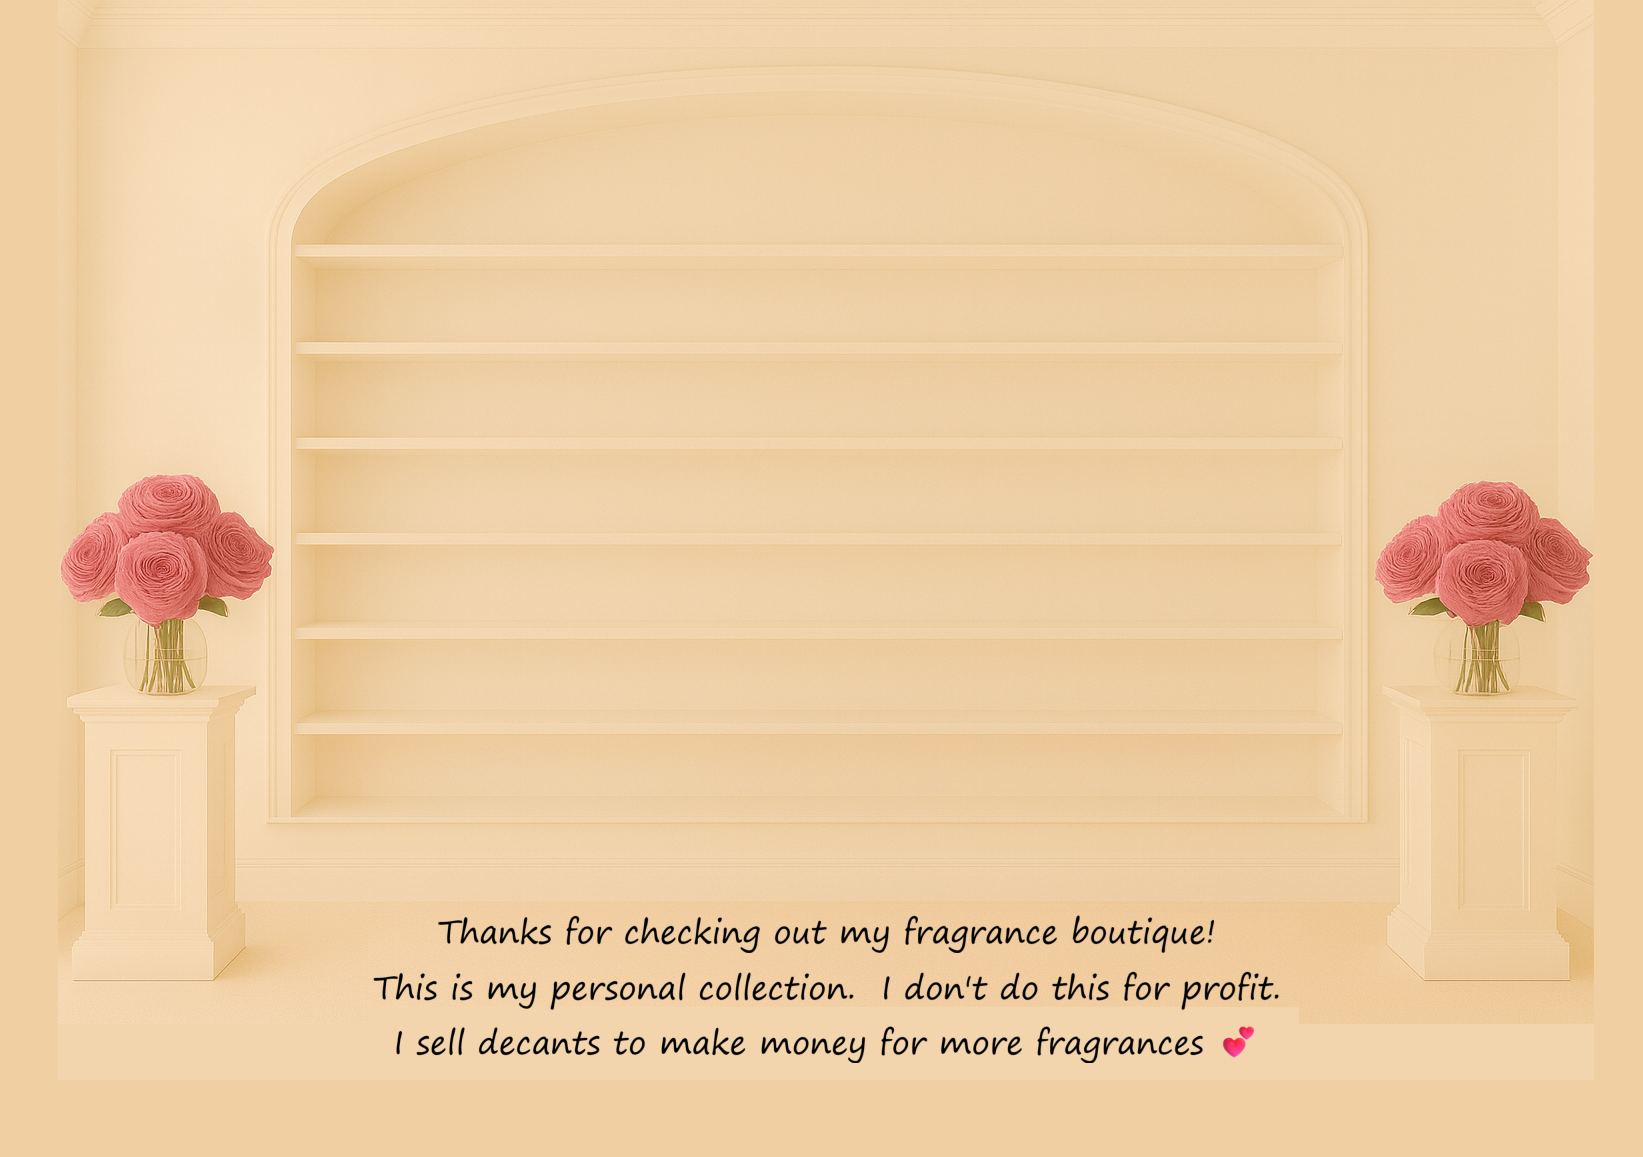 Thanks for checking out my fragrance boutique!
This is my personal collection.  I don't do this for profit.
I sell decants to make money for more fragrances 💕